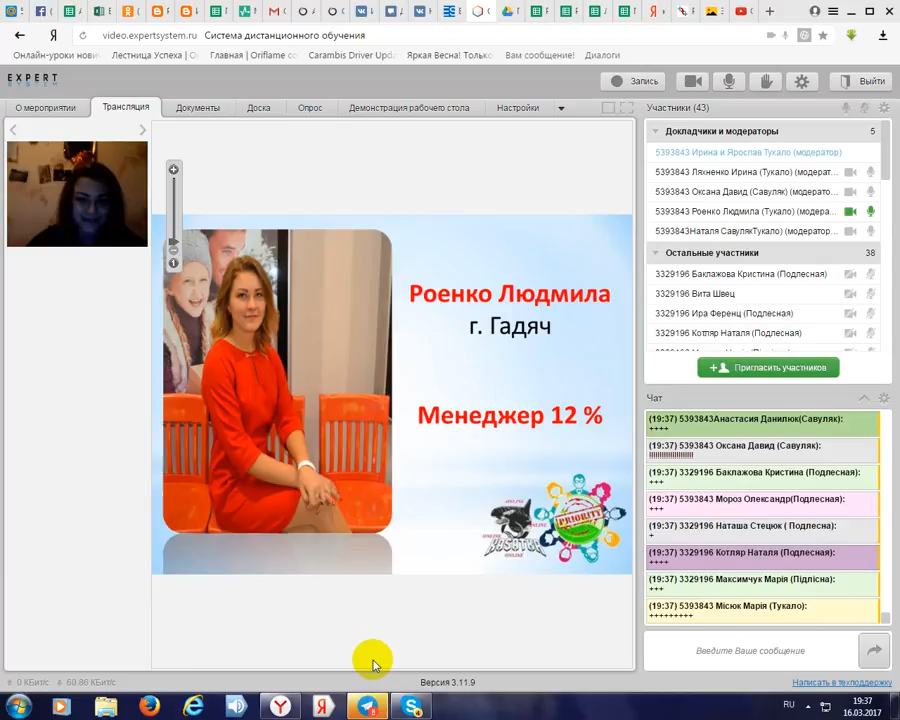 video.expertsystem.ru Система дистанционного обучения
Онлайн-уроки нови
Лестница Успеха | O
Главная | Oriflame co
Carambis Driver Upd
Яркая Весна! Только
Вам сообщение!
Диалоги
EXPERT
SYSTEM
Запись
Выйти
О мероприятии
Трансляция
Документы
Доска
Опрос
Демонстрация рабочего стола
Настройки
Роенко Людмила
г. Гадяч
Менеджер 12 %
ONLINE
KOSATKA
ONLINE
PRIORITY
Участники (43)
Докладчики и модераторы 5
5393843 Ирина и Ярослав Тукало (модератор)
5393843 Ляхненко Ирина (Тукало) (модерат...
5393843 Оксана Давид (Савуляк) (модерато...
5393843 Роенко Людмила (Тукало) (модера...
5393843Наталя СавулякТукало) (модератор...
Остальные участники 38
3329196 Баклажова Кристина (Подлесная)
3329196 Вита Швец
3329196 Ира Ференц (Подлесная)
3329196 Котляр Наталя (Подлесная)
Пригласить участников
Чат
(19:37) 5393843Анастасия Данилюк(Савуляк):
++++
(19:37) 5393843 Оксана Давид (Савуляк):
(19:37) 3329196 Баклажова Кристина (Подлесная):
+++
(19:37) 5393843 Мороз Олександр(Подлесная):
+++
(19:37) 3329196 Наташа Стецюк ( Подлесна):
+
(19:37) 3329196 Котляр Наталя (Подлесная):
++++
(19:37) 3329196 Максимчук Марія (Підлісна):
+++
(19:37) 5393843 Місюк Марія (Тукало):
+++++++++
Введите Ваше сообщение
0 КБит/с 60.86 КБит/с
Версия 3.11.9
Написать в техподдержку
RU
19:37
16.03.2017